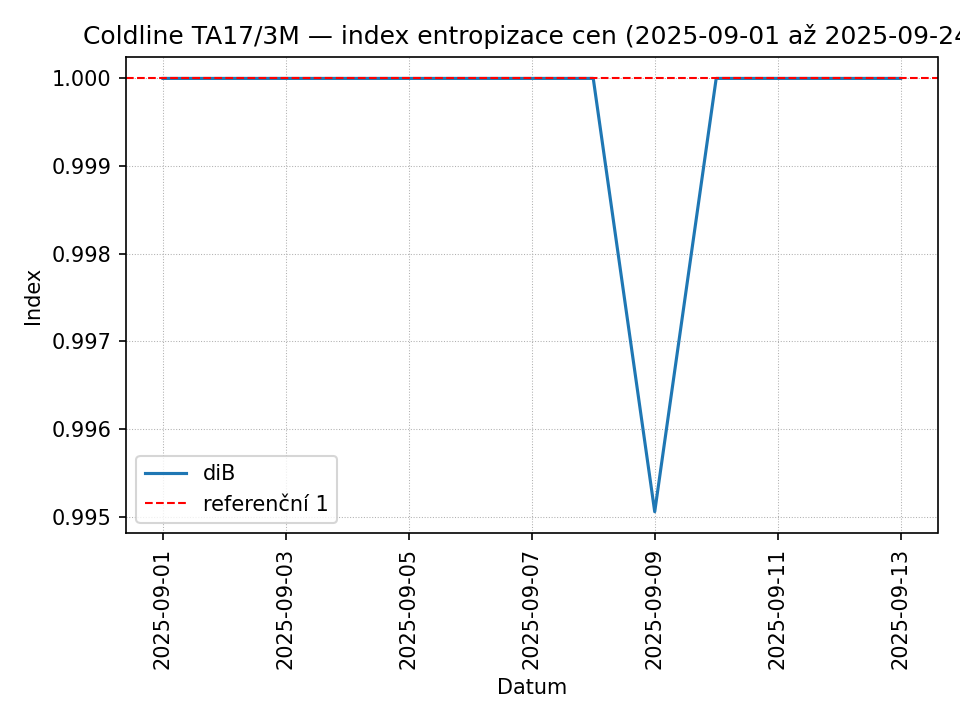 Coldline TA17/3M — index entropizace cen (2025-09-01 až 2025-09-24
1.000
0.999
0.998
0.997
0.996
0.995
Index
diB
referenční 1
2025-09-01
2025-09-03
2025-09-05
2025-09-07
2025-09-09
2025-09-11
2025-09-13
Datum